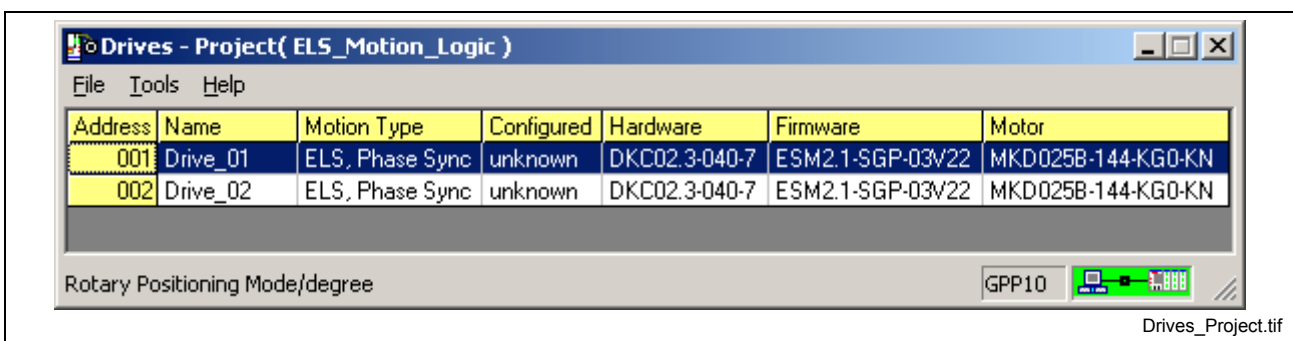 Drives - Project( ELS_Motion_Logic )
File Tools Help
Address Name Motion Type Configured Hardware Firmware Motor
001 Drive_01 ELS, Phase Sync unknown DKC02.3-040-7 ESM2.1-SGP-03V22 MKD025B-144-KG0-KN
002 Drive_02 ELS, Phase Sync unknown DKC02.3-040-7 ESM2.1-SGP-03V22 MKD025B-144-KG0-KN
Rotary Positioning Mode/degree GPP10
Drives_Project.tif